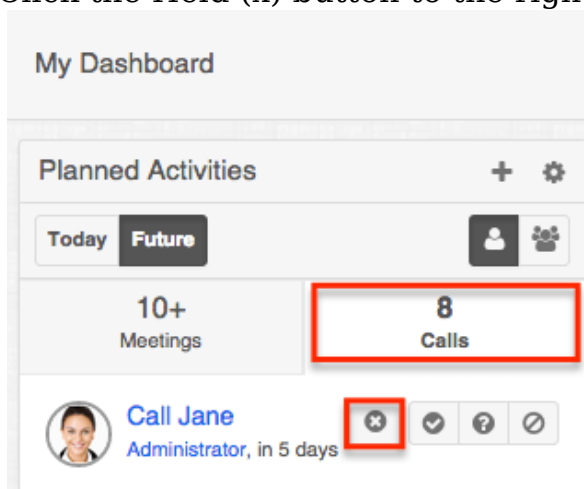 My Dashboard
Planned Activities
Today Future
10+ 8
Meetings Calls
Call Jane
Administrator, in 5 days